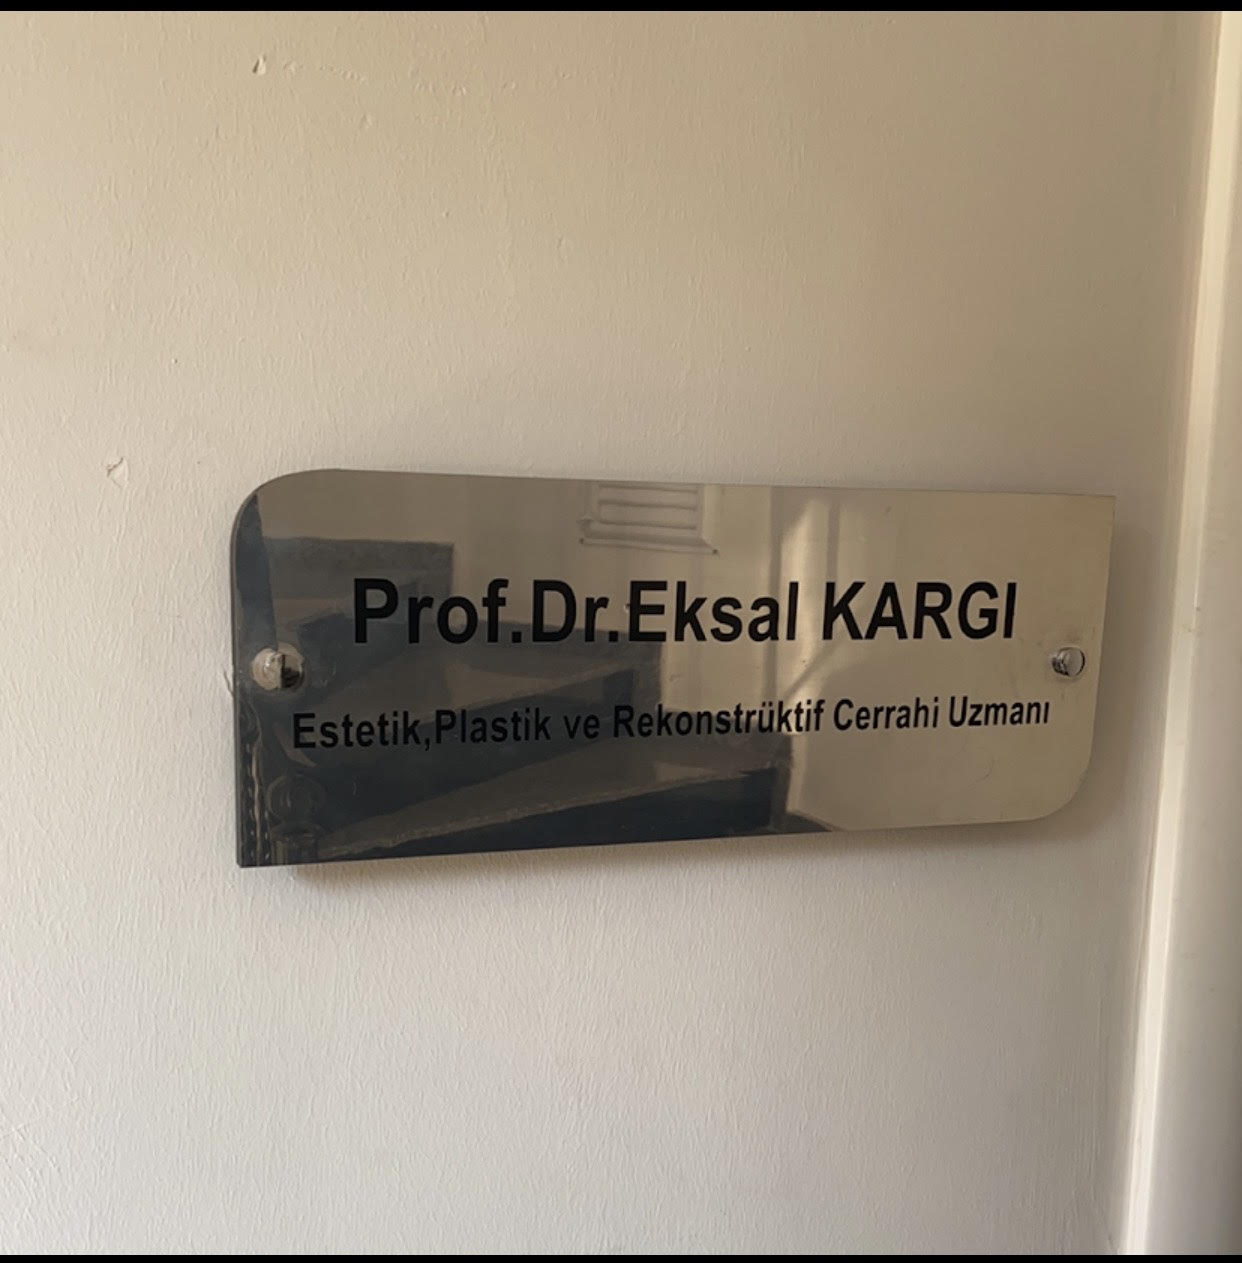 Prof.Dr.Eksal KARGI
Estetik,Plastik ve Rekonstrüktif Cerrahi Uzmanı